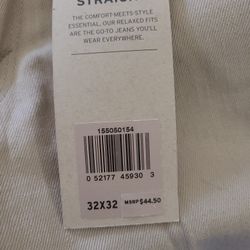 STRAIGHT
THE COMFORT-MEETS-STYLE
ESSENTIAL, OUR RELAXED FITS
ARE THE GO-TO JEANS YOU'LL
WEAR EVERYWHERE.
155050154
0 52177 45930 3
32X32 MSRP $44.50